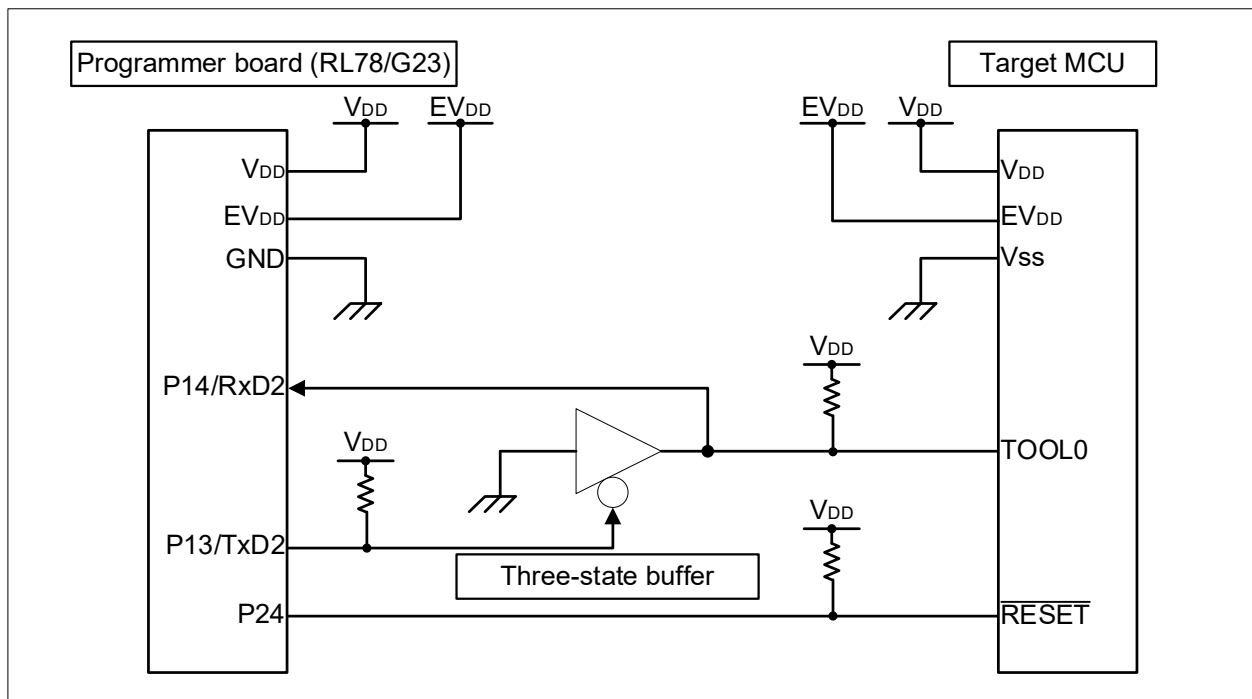 Programmer board (RL78/G23)
Target MCU
VDD
EVDD
EVDD
VDD
VDD
VDD
EVDD
EVDD
GND
Vss
VDD
P14/RxD2
VDD
TOOL0
VDD
P13/TxD2
Three-state buffer
P24
RESET